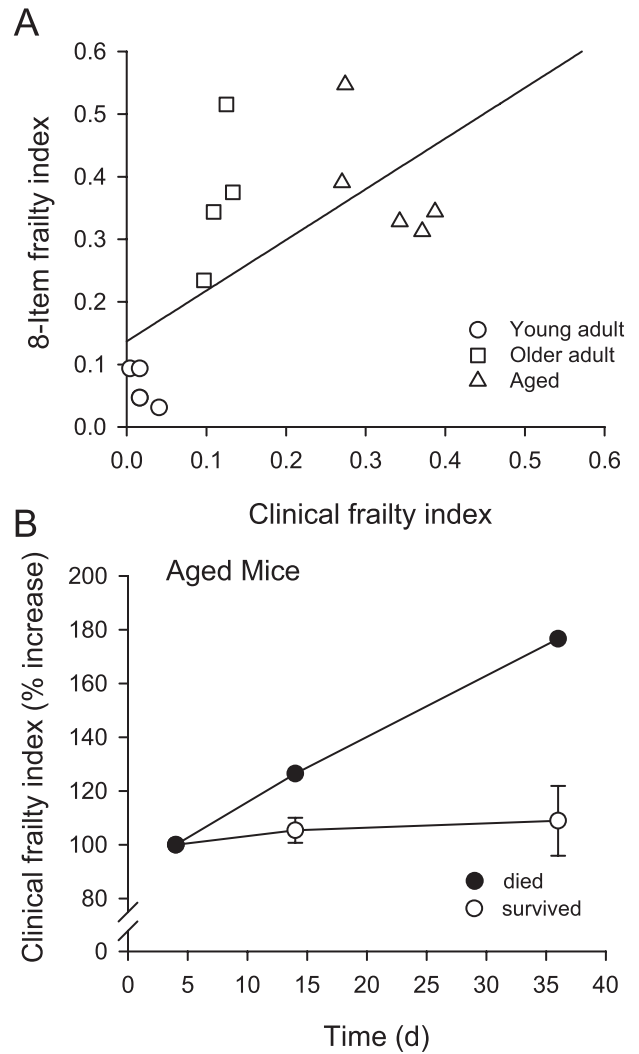 A
0.6
0.5
0.4
0.3
0.2
0.1
0.0
8-Item frailty index
Young adult
Older adult
Aged
0.0 0.1 0.2 0.3 0.4 0.5 0.6
Clinical frailty index
B
Aged Mice
200
180
160
140
120
100
80
0
Clinical frailty index (% increase)
died
survived
0 5 10 15 20 25 30 35 40
Time (d)